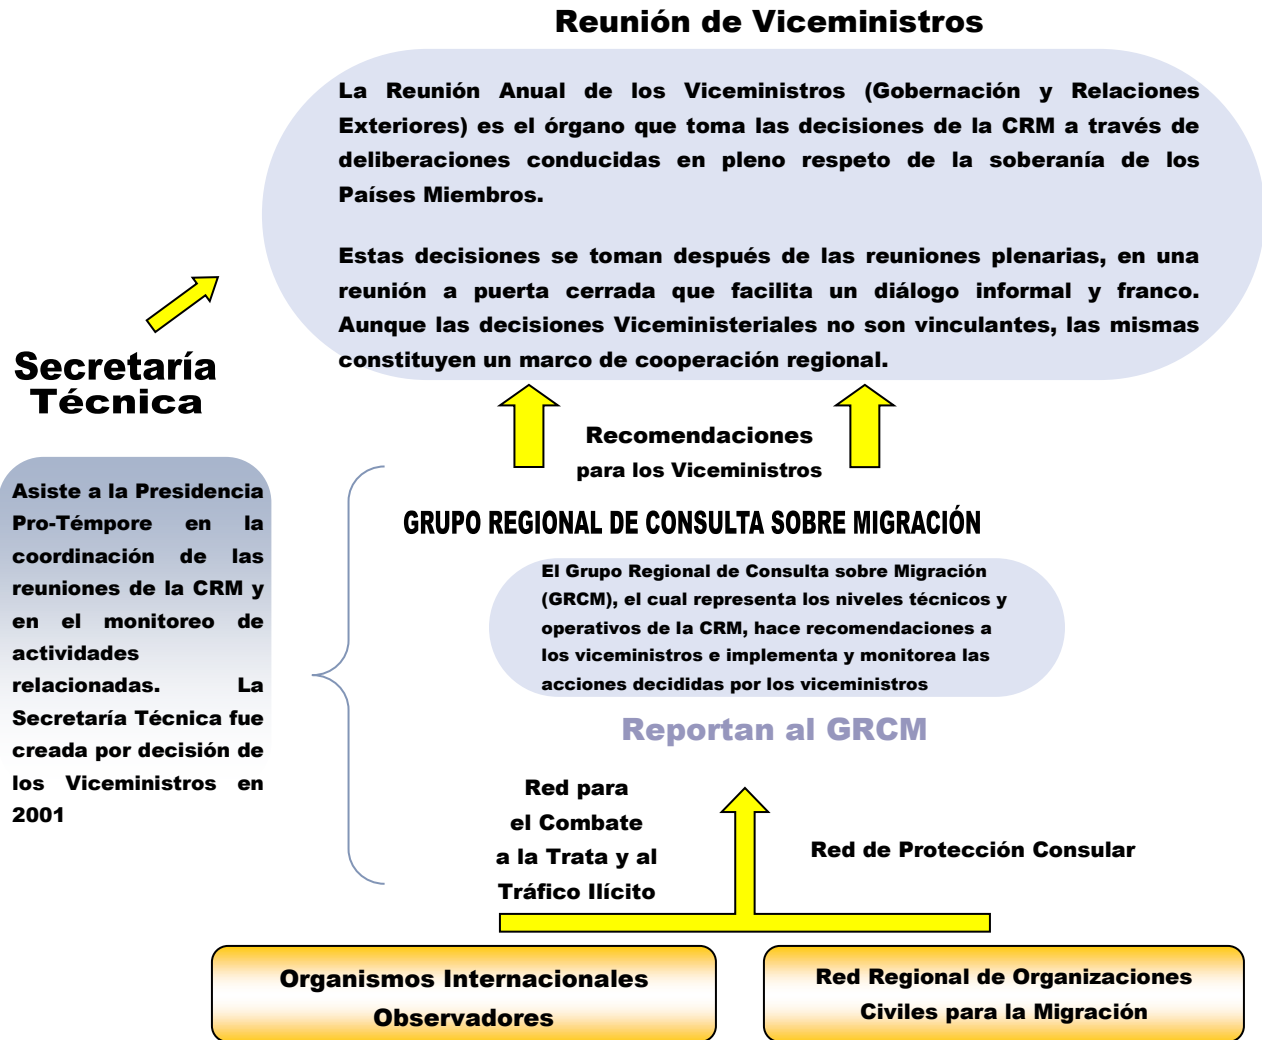 Reunión de Viceministros
La Reunión Anual de los Viceministros (Gobernación y Relaciones
Exteriores) es el órgano que toma las decisiones de la CRM a través de
deliberaciones conducidas en pleno respeto de la soberanía de los
Países Miembros.
Estas decisiones se toman después de las reuniones plenarias, en una
reunión a puerta cerrada que facilita un diálogo informal y franco.
Aunque las decisiones Viceministeriales no son vinculantes, las mismas
constituyen un marco de cooperación regional.
Secretaría
Técnica
Asiste a la Presidencia
Pro-Témpore en la
coordinación de las
reuniones de la CRM y
en el monitoreo de
actividades
relacionadas. La
Secretaría Técnica fue
creada por decisión de
los Viceministros en
2001
Recomendaciones
para los Viceministros
GRUPO REGIONAL DE CONSULTA SOBRE MIGRACIÓN
El Grupo Regional de Consulta sobre Migración
(GRCM), el cual representa los niveles técnicos y
operativos de la CRM, hace recomendaciones a
los viceministros e implementa y monitorea las
acciones decididas por los viceministros
Reportan al GRCM
Red para
el Combate
a la Trata y al
Tráfico Ilícito
Red de Protección Consular
Organismos Internacionales
Observadores
Red Regional de Organizaciones
Civiles para la Migración